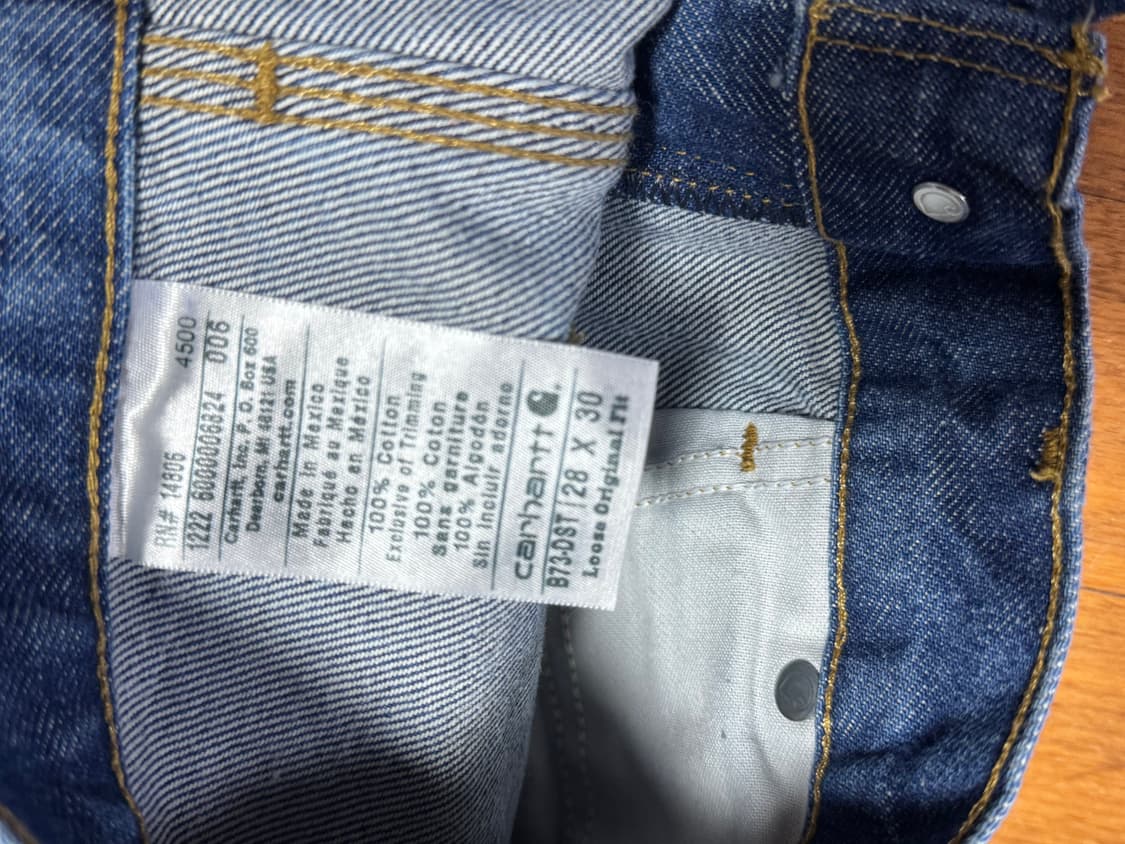 RN# 14806 4500
1222 6000006824 006
Carhartt, Inc. P. O. Box 600
Dearborn, MI 48121 USA
carhartt.com
Made in Mexico
Fabriqué au Mexique
Hecho en México
100% Cotton
Exclusive of Trimming
100% Coton
Sans garniture
100% Algodón
Sin Incluir adorno
carhartt
B73-DST | 28 X 30
Loose Original Fit